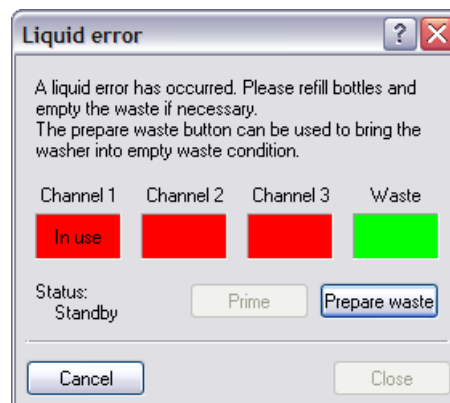 Liquid error
A liquid error has occurred. Please refill bottles and
empty the waste if necessary.
The prepare waste button can be used to bring the
washer into empty waste condition.
Channel 1 Channel 2 Channel 3 Waste
In use
Status:
Standby
Prime Prepare waste
Cancel Close